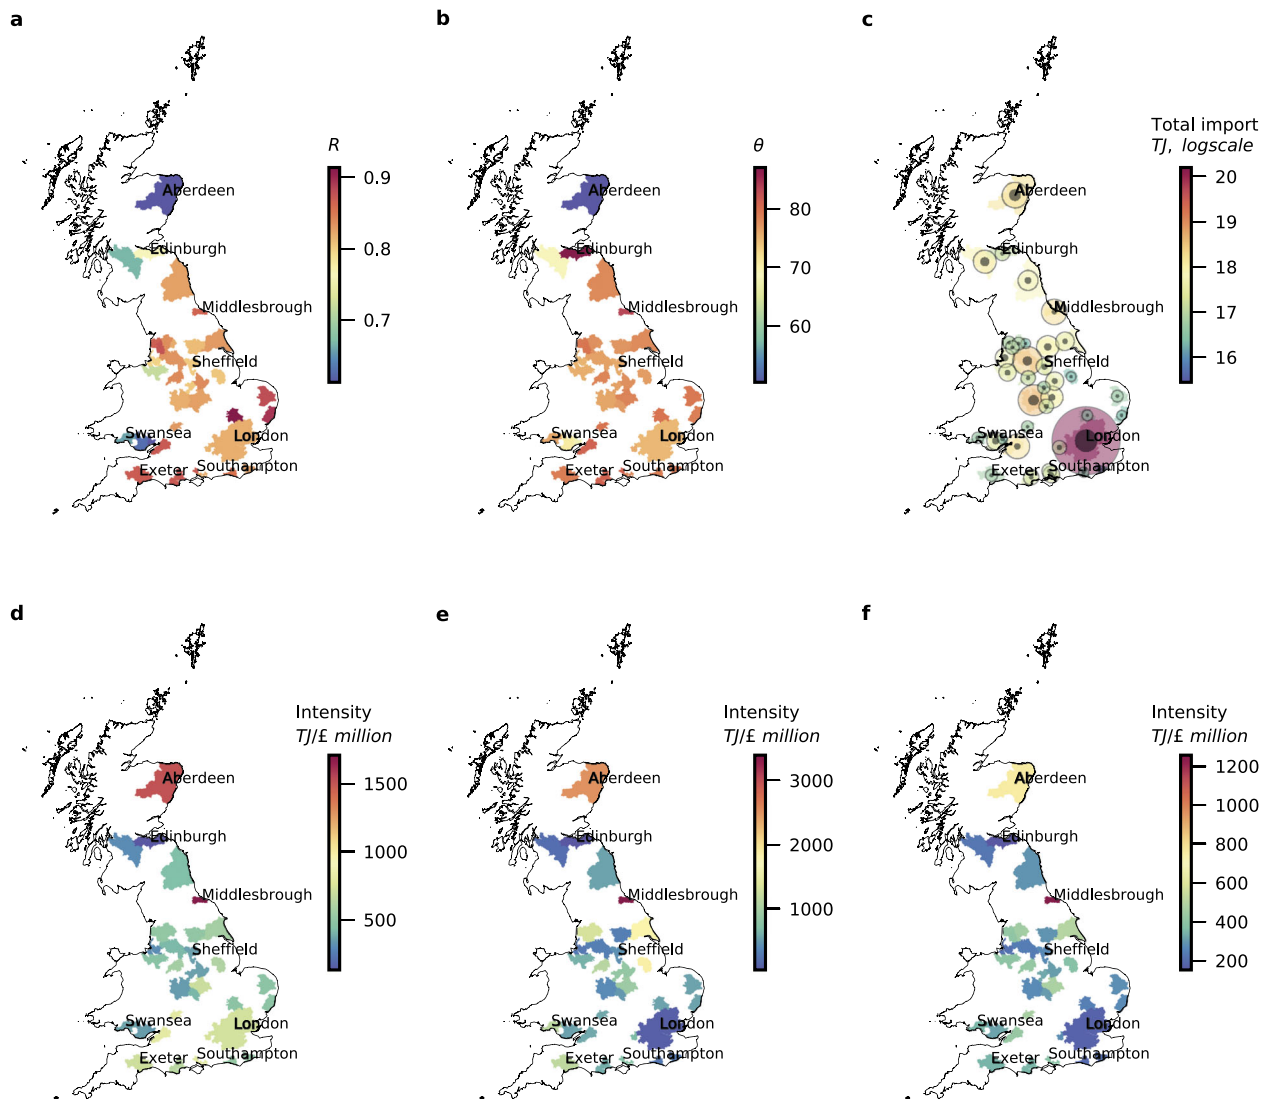 a
b
c
R
θ
Total import
TJ, logscale
0.9
0.8
0.7
80
70
60
20
19
18
17
16
Aberdeen
Edinburgh
Middlesbrough
Sheffield
Swansea
London
Exeter
Southampton
Aberdeen
Edinburgh
Middlesbrough
Sheffield
Swansea
London
Exeter
Southampton
Aberdeen
Edinburgh
Middlesbrough
Sheffield
Swansea
London
Exeter
Southampton
d
e
f
Intensity
TJ/£ million
1500
1000
500
Aberdeen
Edinburgh
Middlesbrough
Sheffield
Swansea
London
Exeter
Southampton
Intensity
TJ/£ million
3000
2000
1000
Aberdeen
Edinburgh
Middlesbrough
Sheffield
Swansea
London
Exeter
Southampton
Intensity
TJ/£ million
1200
1000
800
600
400
200
Aberdeen
Edinburgh
Middlesbrough
Sheffield
Swansea
London
Exeter
Southampton